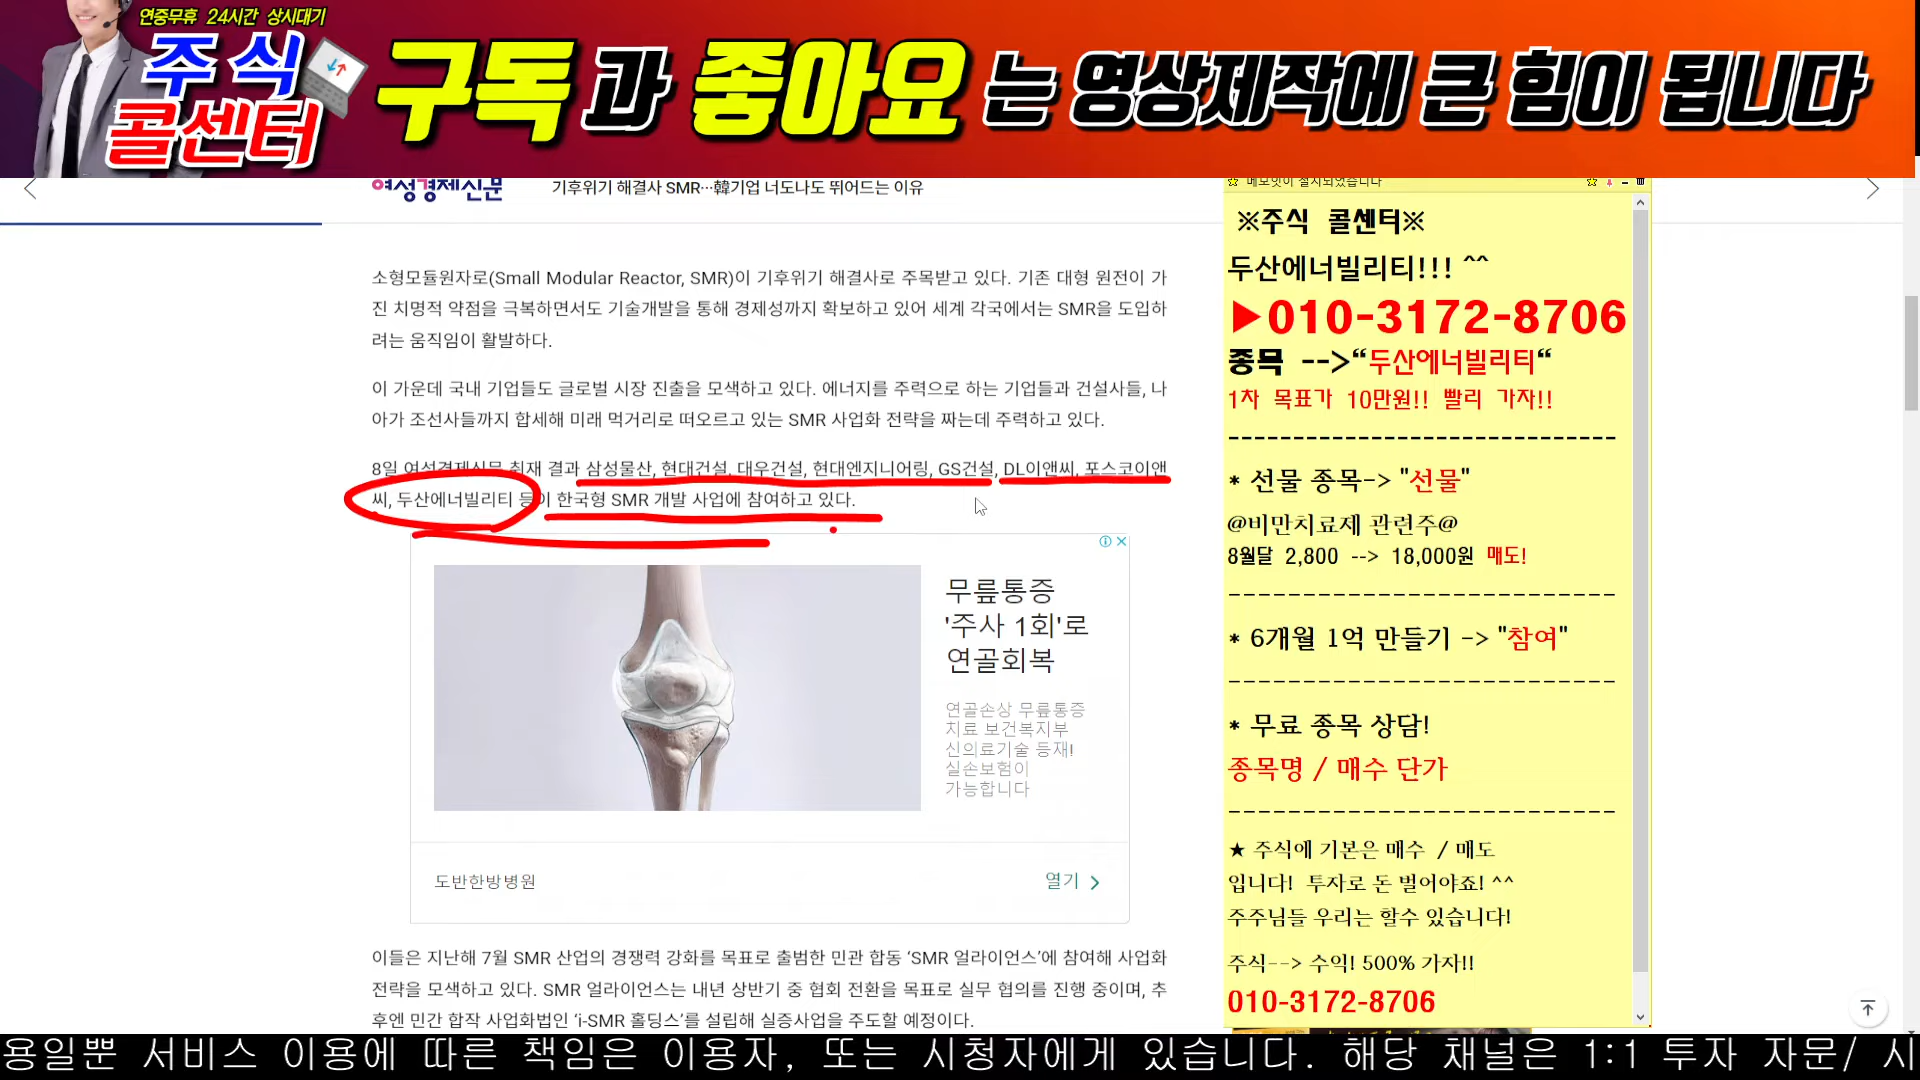 연중무휴 24시간 상시대기
주식
콜센터
구독과 좋아요는 영상제작에 큰 힘이 됩니다
여성경제신문
기후위기 해결사 SMR…韓기업 너도나도 뛰어드는 이유
소형모듈원자로(Small Modular Reactor, SMR)이 기후위기 해결사로 주목받고 있다. 기존 대형 원전이 가
진 치명적 약점을 극복하면서도 기술개발을 통해 경제성까지 확보하고 있어 세계 각국에서는 SMR을 도입하
려는 움직임이 활발하다.
이 가운데 국내 기업들도 글로벌 시장 진출을 모색하고 있다. 에너지를 주력으로 하는 기업들과 건설사들, 나
아가 조선사들까지 합세해 미래 먹거리로 떠오르고 있는 SMR 사업화 전략을 짜는데 주력하고 있다.
8일 여성경제신문 취재 결과 삼성물산, 현대건설, 대우건설, 현대엔지니어링, GS건설, DL이앤씨, 포스코이앤
씨, 두산에너빌리티 등이 한국형 SMR 개발 사업에 참여하고 있다.
무릎통증
'주사 1회'로
연골회복
연골손상 무릎통증
치료 보건복지부
신의료기술 등재!
실손보험이
가능합니다
도반한방병원
열기
이들은 지난해 7월 SMR 산업의 경쟁력 강화를 목표로 출범한 민관 합동 ‘SMR 얼라이언스’에 참여해 사업화
전략을 모색하고 있다. SMR 얼라이언스는 내년 상반기 중 협회 전환을 목표로 실무 협의를 진행 중이며, 추
후엔 민간 합작 사업화법인 ‘i-SMR 홀딩스’를 설립해 실증사업을 주도할 예정이다.
메모잇이 설치되었습니다
※주식 콜센터※
두산에너빌리티!!! ^^
▶010-3172-8706
종목 -->“두산에너빌리티“
1차 목표가 10만원!! 빨리 가자!!
------------------------------
* 선물 종목-> "선물"
@비만치료제 관련주@
8월달 2,800 --> 18,000원 매도!
------------------------------
* 6개월 1억 만들기 -> "참여"
------------------------------
* 무료 종목 상담!
종목명 / 매수 단가
------------------------------
★ 주식에 기본은 매수 / 매도
입니다! 투자로 돈 벌어야죠! ^^
주주님들 우리는 할수 있습니다!
주식--> 수익! 500% 가자!!
010-3172-8706
용일뿐 서비스 이용에 따른 책임은 이용자, 또는 시청자에게 있습니다. 해당 채널은 1:1 투자 자문/ 시